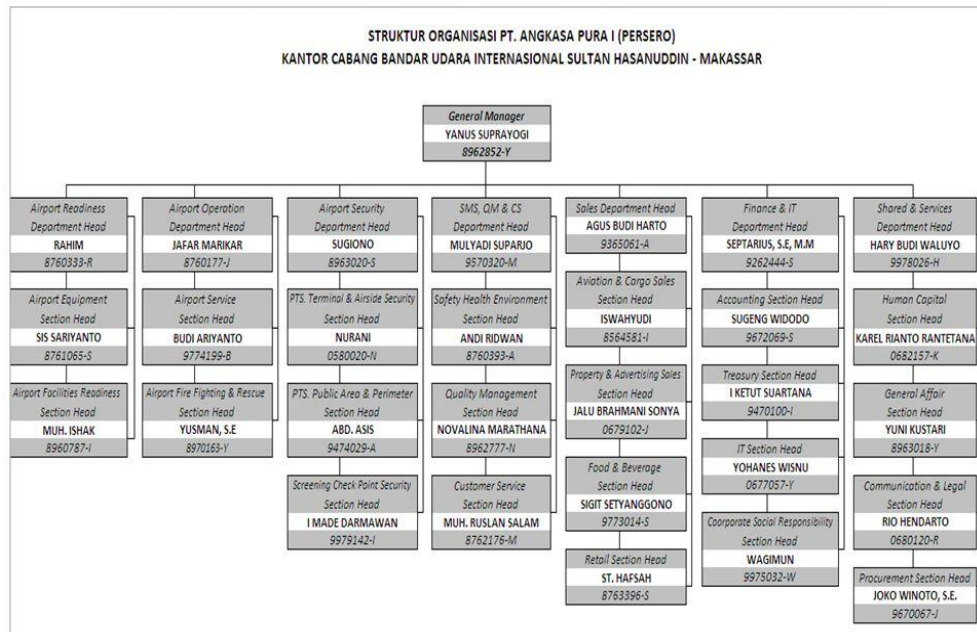 STRUKTUR ORGANISASI PT. ANGKASA PURA I (PERSERO)
KANTOR CABANG BANDAR UDARA INTERNASIONAL SULTAN HASANUDDIN - MAKASSAR
General Manager
YANUS SUPRAYOGI
8962852-Y
Airport Readiness
Department Head
RAHIM
8760333-R
Airport Equipment
Section Head
SIS SARIYANTO
8761065-S
Airport Facilities Readiness
Section Head
MUH. ISHAK
8960787-I
Airport Operation
Department Head
JAFAR MARIKAR
8760177-J
Airport Service
Section Head
BUDI ARIYANTO
9774199-B
Airport Fire Fighting & Rescue
Section Head
YUSMAN, S.E
8970163-Y
Airport Security
Department Head
SUGIONO
8963020-S
PTS. Terminal & Airside Security
Section Head
NURANI
0580020-N
PTS. Public Area & Perimeter
Section Head
ABD. ASIS
9474029-A
Screening Check Point Security
Section Head
I MADE DARMAWAN
9979142-I
SMS, QM & CS
Department Head
MULYADI SUPARJO
9570320-M
Safety Health Environment
Section Head
ANDI RIDWAN
8760393-A
Quality Management
Section Head
NOVALINA MARATHANA
8962777-N
Customer Service
Section Head
MUH. RUSLAN SALAM
8762176-M
Sales Department Head
AGUS BUDI HARTO
9365061-A
Aviation & Cargo Sales
Section Head
ISWAHYUDI
8564581-I
Property & Advertising Sales
Section Head
JALU BRAHMANI SONYA
0679102-J
Food & Beverage
Section Head
SIGIT SETYANGGONO
9773014-S
Retail Section Head
ST. HAFSAH
8763396-S
Finance & IT
Department Head
SEPTARIUS, S.E, M.M
9262444-S
Accounting Section Head
SUGENG WIDODO
9672069-S
Treasury Section Head
I KETUT SUARTANA
9470100-I
IT Section Head
YOHANES WISNU
0677057-Y
Coorporate Social Responsibility
Section Head
WAGIMUN
9975032-W
Shared & Services
Department Head
HARY BUDI WALUYO
9978026-H
Human Capital
Section Head
KAREL RIANTO RANTETANA
0682157-K
General Affair
Section Head
YUNI KUSTARI
8963018-Y
Communication & Legal
Section Head
RIO HENDARTO
0680120-R
Procurement Section Head
JOKO WINOTO, S.E.
9670067-J